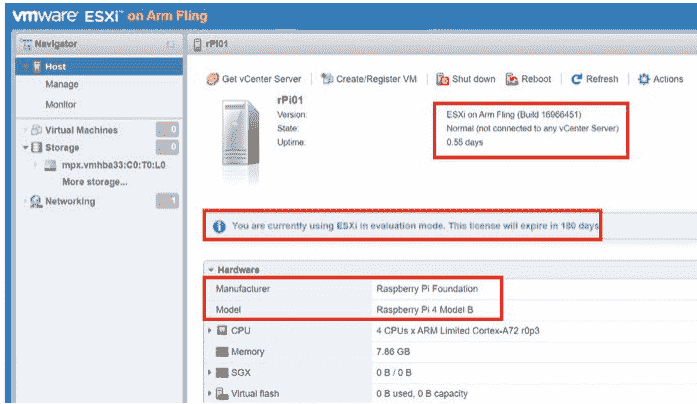 vmware ESXi™ on Arm Fling
Navigator
rPI01
Host
Manage
Monitor
Virtual Machines 0
Storage 0
mpx.vmhba33:C0:T0:L0
More storage...
Networking 1
Get vCenter Server Create/Register VM Shut down Reboot Refresh Actions
rPi01
Version: ESXi on Arm Fling (Build 16966451)
State: Normal (not connected to any vCenter Server)
Uptime: 0.55 days
You are currently using ESXi in evaluation mode. This license will expire in 180 days
Hardware
Manufacturer Raspberry Pi Foundation
Model Raspberry Pi 4 Model B
CPU 4 CPUs x ARM Limited Cortex-A72 r0p3
Memory 7.86 GB
SGX 0 B / 0 B
Virtual flash 0 B used, 0 B capacity